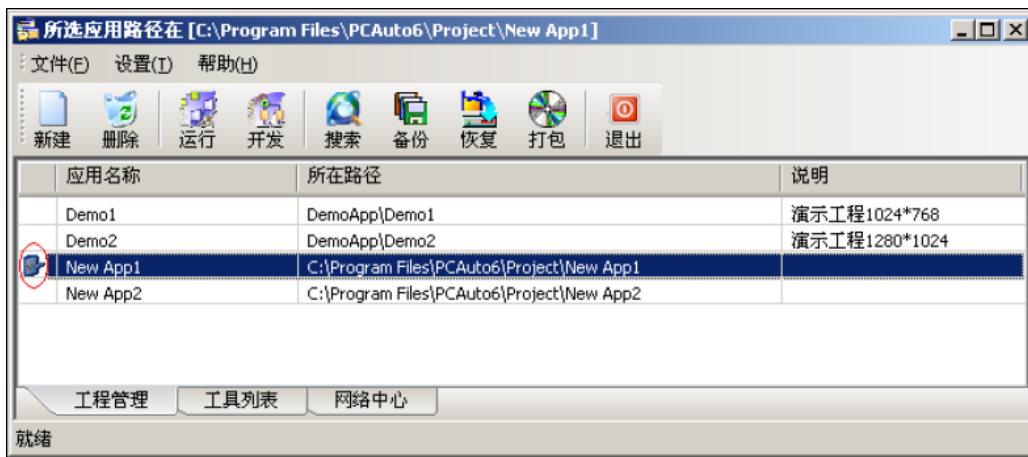 所选应用路径在 [C:\Program Files\PCAuto6\Project\New App1]
文件(F) 设置(T) 帮助(H)
新建 删除 运行 开发 搜索 备份 恢复 打包 退出
应用名称 所在路径 说明
Demo1 DemoApp\Demo1 演示工程1024*768
Demo2 DemoApp\Demo2 演示工程1280*1024
New App1 C:\Program Files\PCAuto6\Project\New App1
New App2 C:\Program Files\PCAuto6\Project\New App2
工程管理 工具列表 网络中心
就绪